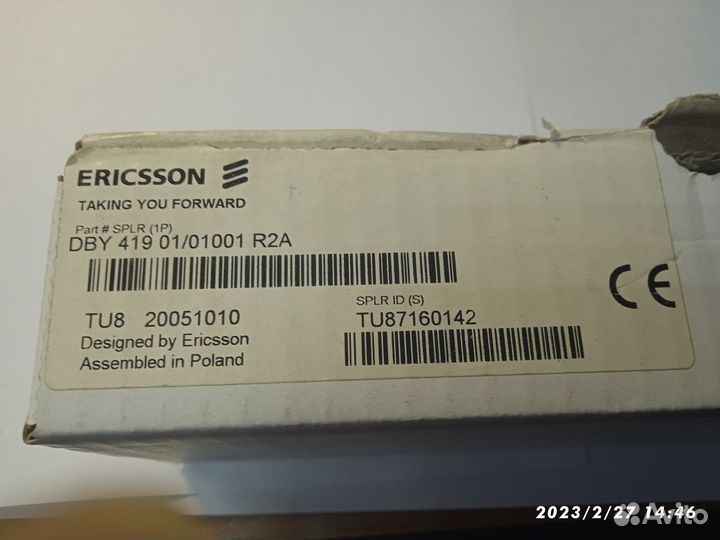 ERICSSON
TAKING YOU FORWARD
Part # SPLR (1P)
DBY 419 01/01001 R2A
TU8 20051010
Designed by Ericsson
Assembled in Poland
SPLR ID (S)
TU87160142
CE
2023/2/27 14:46
Avito